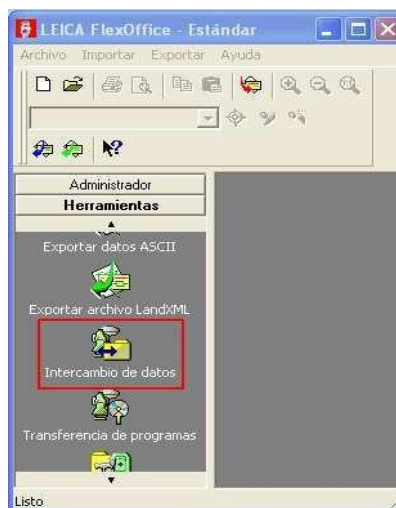 LEICA FlexOffice - Estándar
Archivo Importar Exportar Ayuda
Administrador
Herramientas
Exportar datos ASCII
Exportar archivo LandXML
Intercambio de datos
Transferencia de programas
Listo